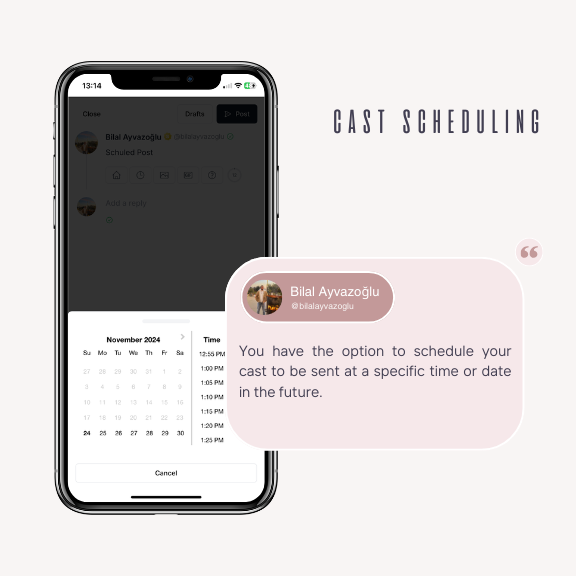 13:14
CAST SCHEDULING
Close
Drafts
Post
Bilal Ayvazoğlu
@bilalayvazoglu
Schuled Post
Add a reply
Bilal Ayvazoğlu
@bilalayvazoglu
You have the option to schedule your
cast to be sent at a specific time or date
in the future.
November 2024
Time
Su Mo Tu We Th Fr Sa
27 28 29 30 31 1 2
3 4 5 6 7 8 9
10 11 12 13 14 15 16
17 18 19 20 21 22 23
24 25 26 27 28 29 30
12:55 PM
1:00 PM
1:05 PM
1:10 PM
1:15 PM
1:20 PM
1:25 PM
Cancel